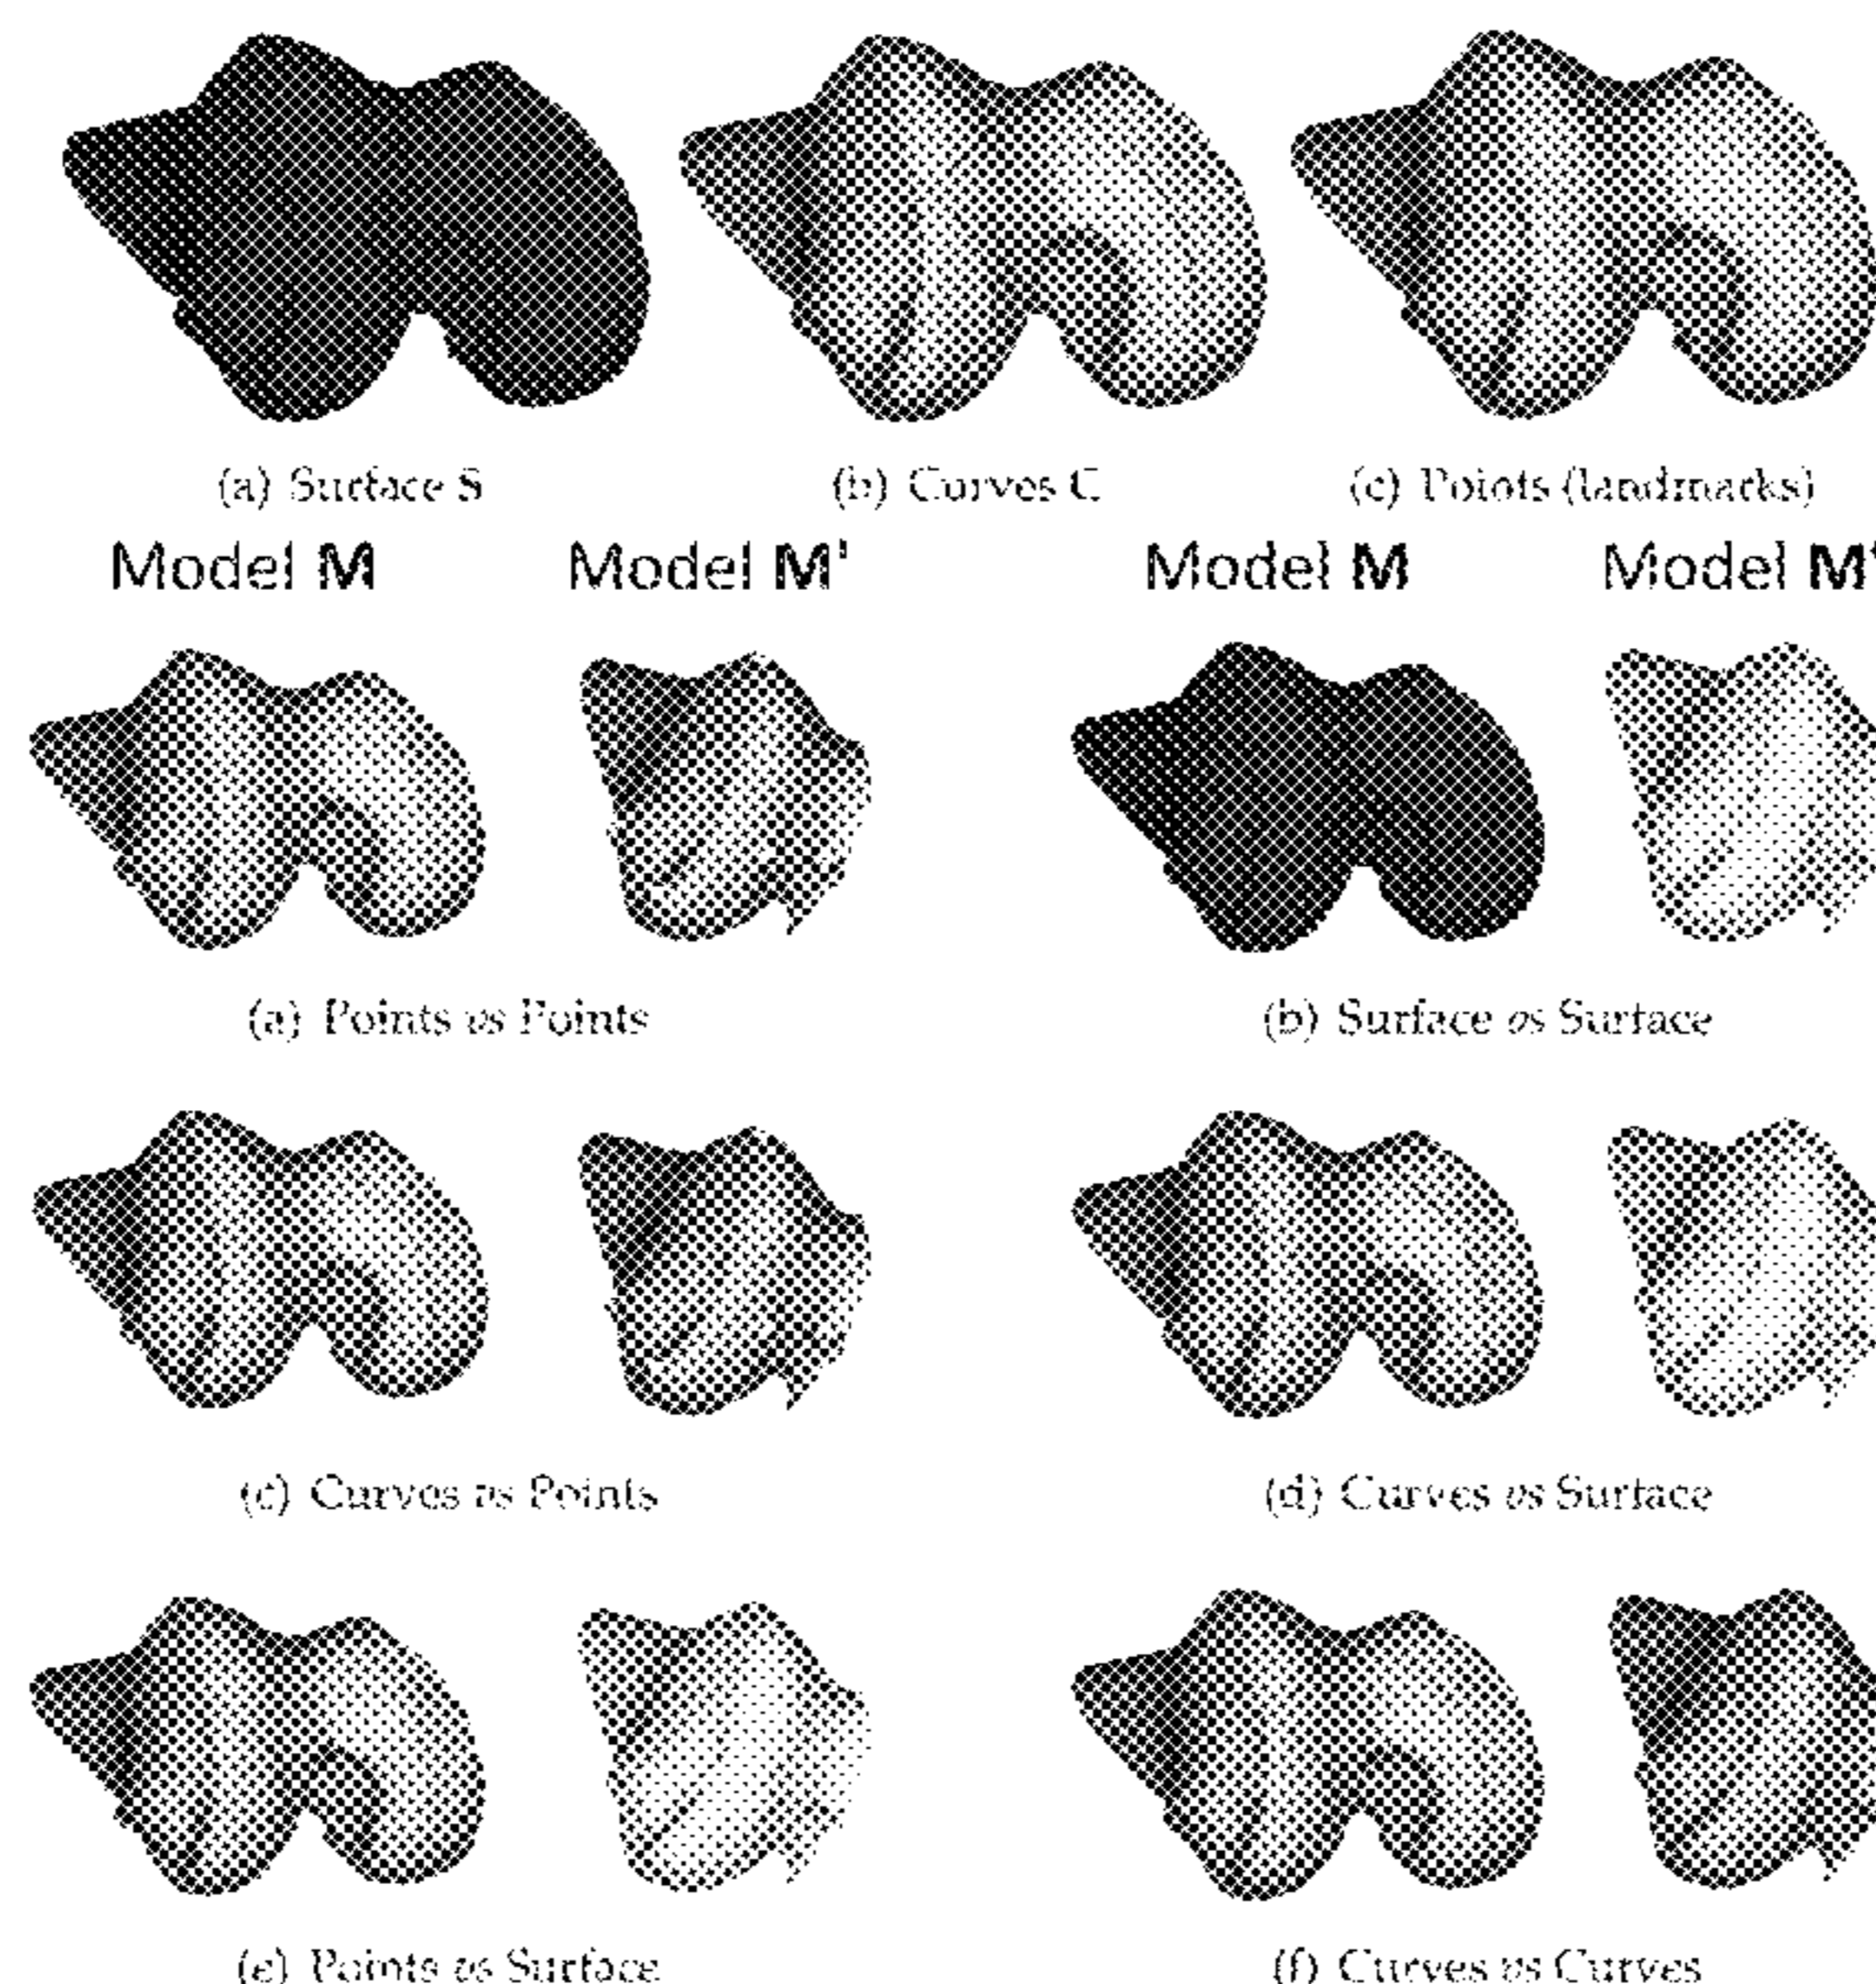 (a) Surface S (b) Curves C (c) Points (landmarks)
Model M Model M' Model M Model M'
(a) Points vs Points (b) Surface vs Surface
(c) Curves vs Points (d) Curves vs Surface
(e) Points vs Surface (f) Curves vs Curves